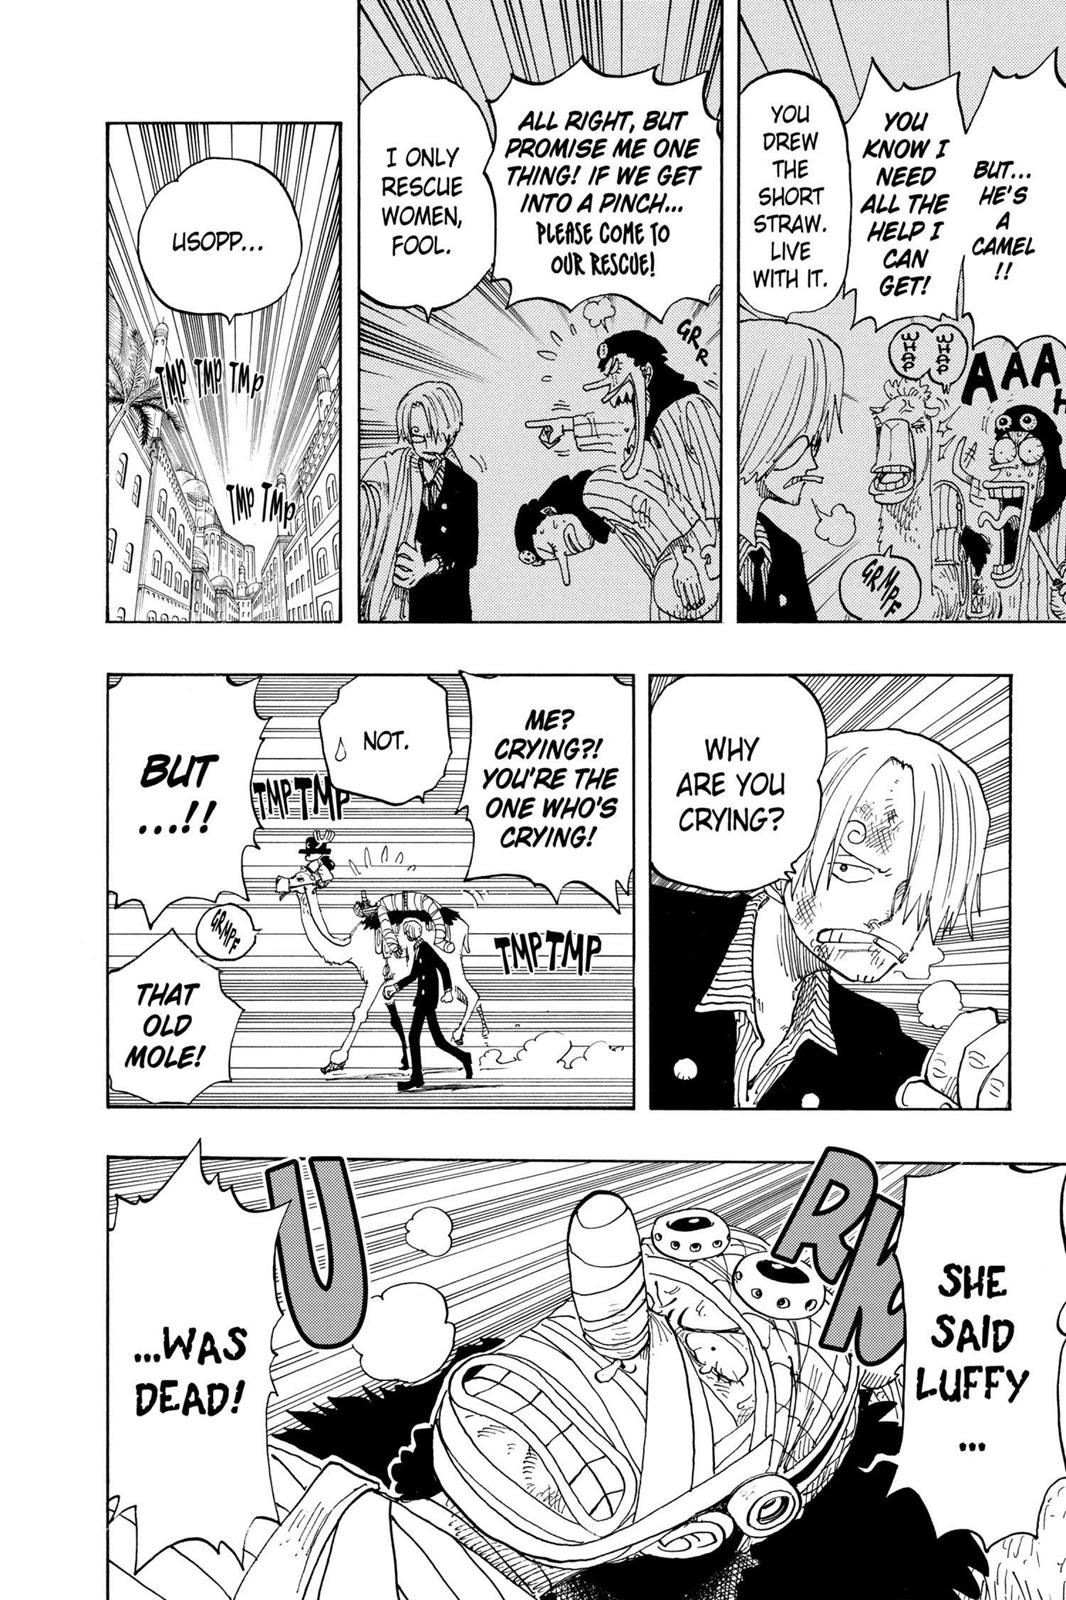 BUT...
HE'S
A
CAMEL
!!
YOU
KNOW I
NEED
ALL THE
HELP I
CAN
GET!
YOU
DREW
THE
SHORT
STRAW.
LIVE
WITH IT.
WHAP
WHAP
AAAH
GRMPF
ALL RIGHT, BUT
PROMISE ME ONE
THING! IF WE GET
INTO A PINCH...
PLEASE COME TO
OUR RESCUE!
I ONLY
RESCUE
WOMEN,
FOOL.
GRR
USOPP...
TMP TMP TMP
TMP TMP
WHY
ARE YOU
CRYING?
ME?
CRYING?!
YOU'RE THE
ONE WHO'S
CRYING!
NOT.
TMP TMP
TMP TMP
BUT
...!!
GRMPF
THAT
OLD
MOLE!
SHE
SAID
LUFFY
...
URK
...WAS
DEAD!